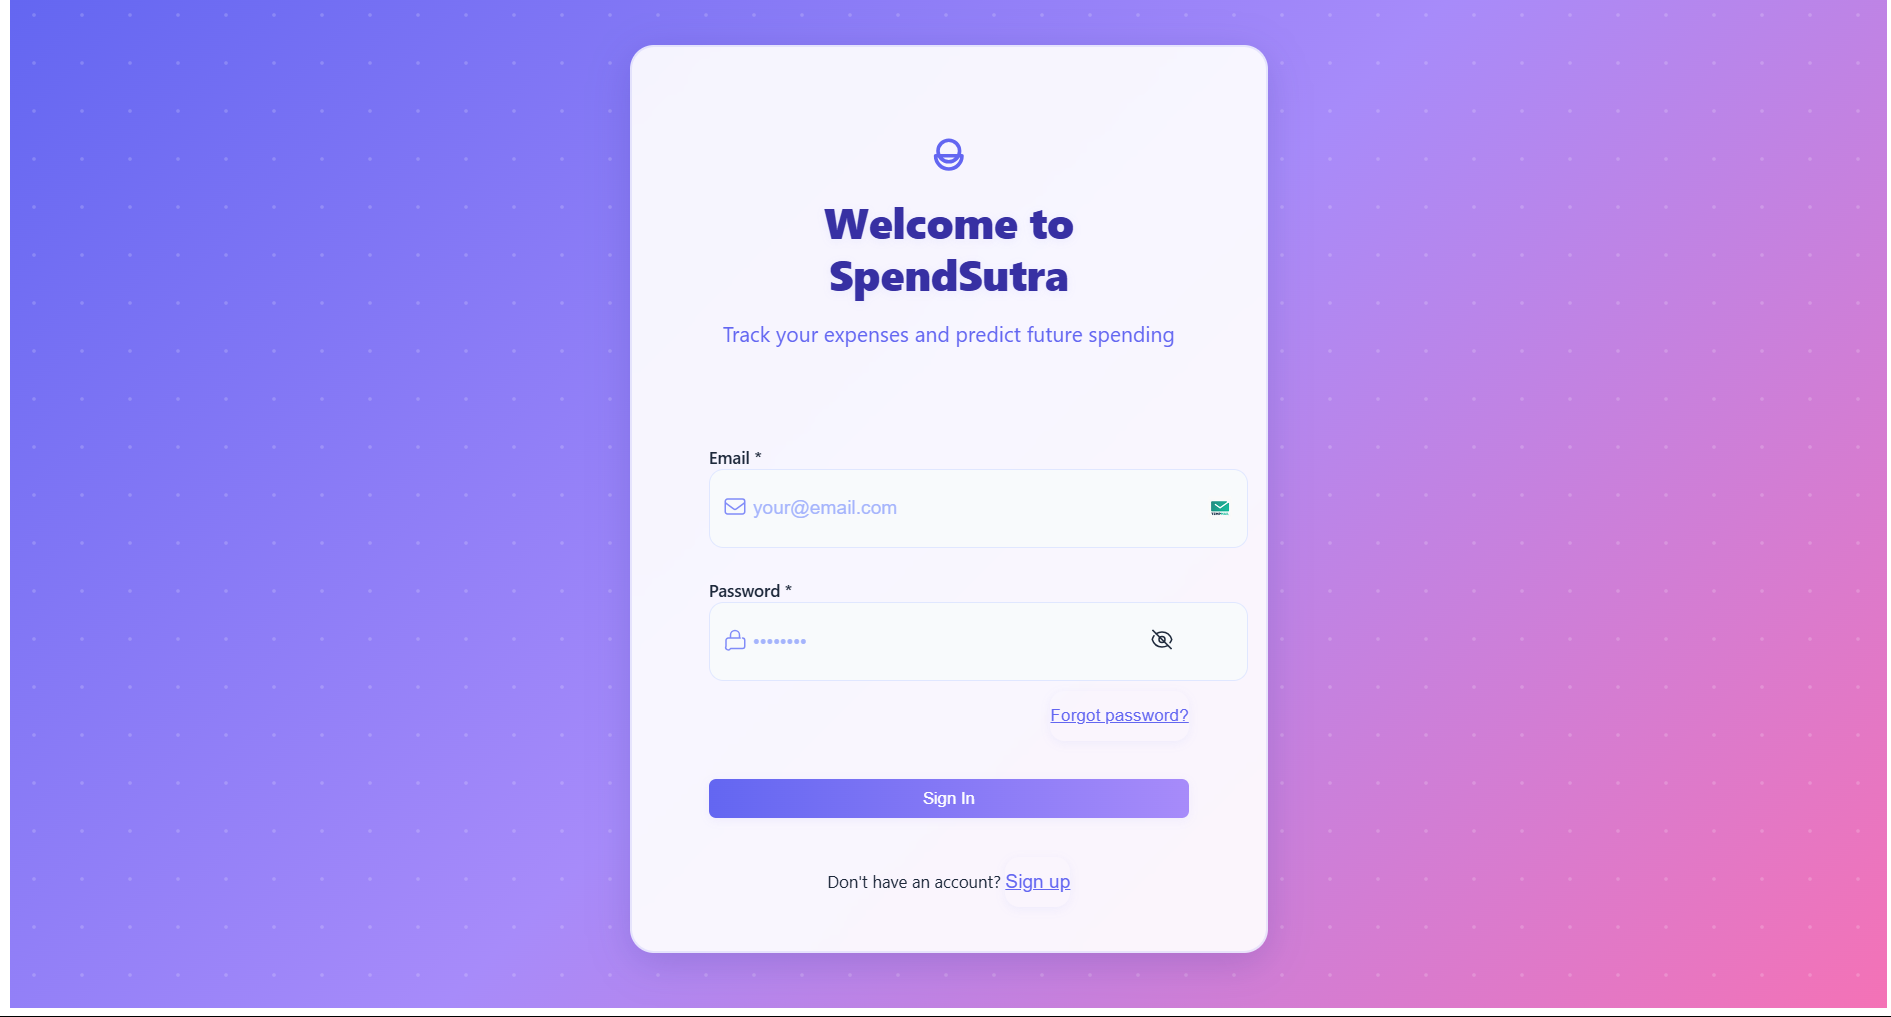 Welcome to
SpendSutra
Track your expenses and predict future spending
Email *
your@email.com
Password *
••••••••
Forgot password?
Sign In
Don't have an account? Sign up